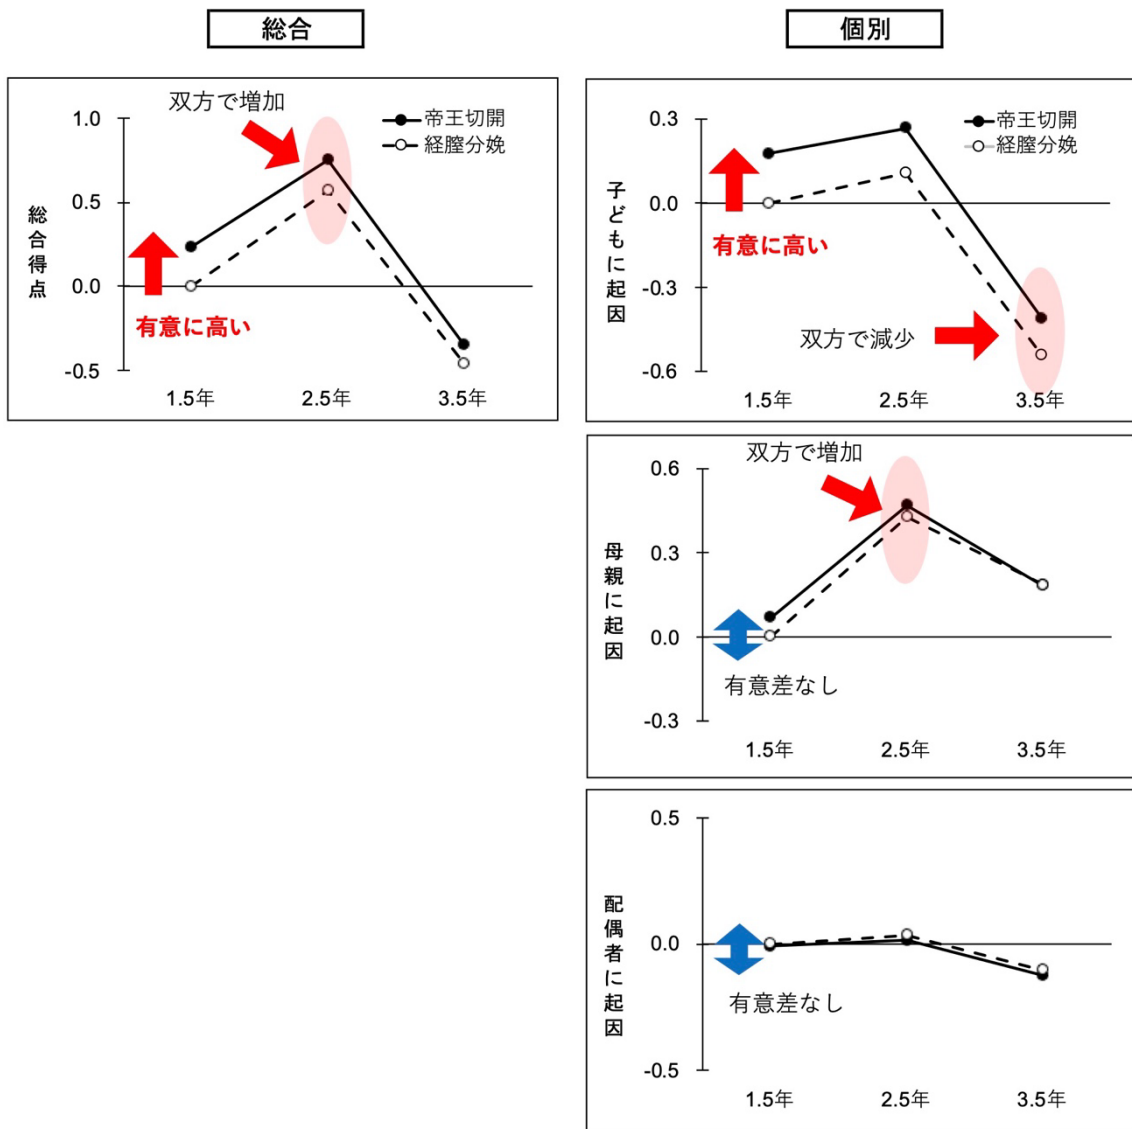 総合
個別
双方で増加
帝王切開
経膣分娩
総合得点
1.0
0.5
0.0
-0.5
有意に高い
1.5年
2.5年
3.5年
帝王切開
経膣分娩
子どもに起因
0.3
0.0
-0.3
-0.6
有意に高い
双方で減少
1.5年
2.5年
3.5年
双方で増加
母親に起因
0.6
0.3
0.0
-0.3
有意差なし
1.5年
2.5年
3.5年
配偶者に起因
0.5
0.0
-0.5
有意差なし
1.5年
2.5年
3.5年